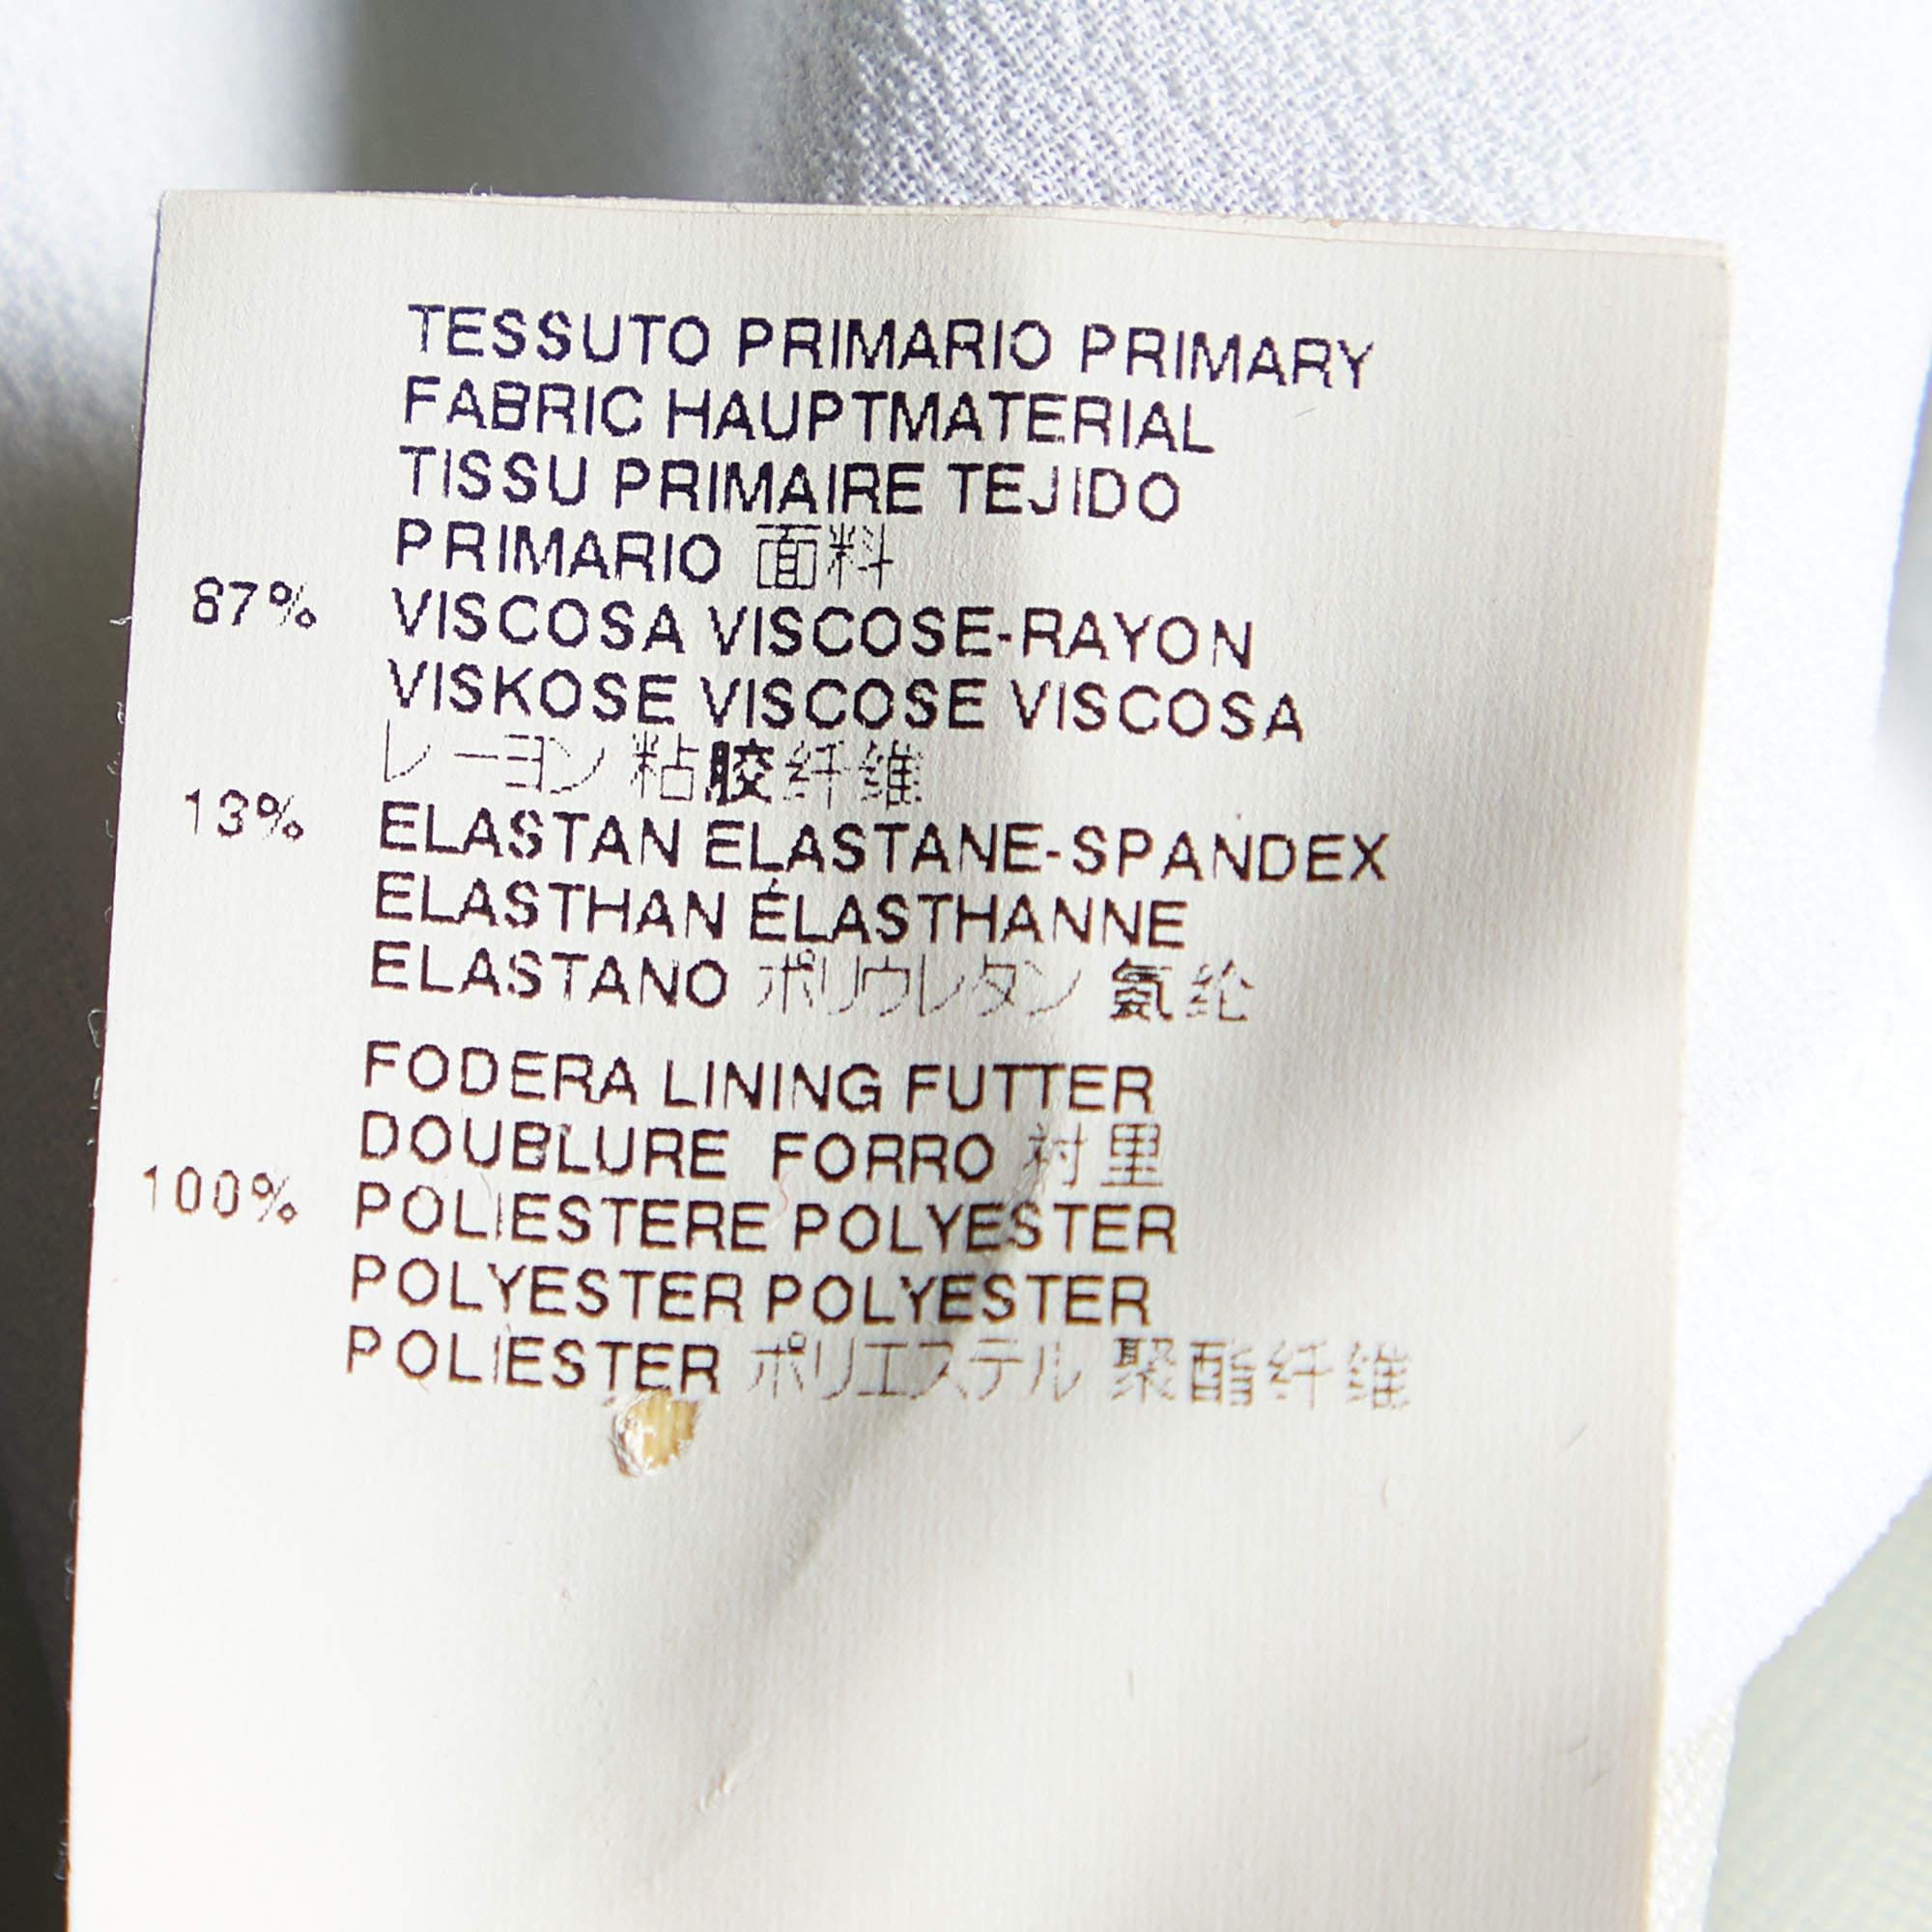 TESSUTO PRIMARIO PRIMARY
FABRIC HAUPTMATERIAL
TISSU PRIMAIRE TEJIDO
PRIMARIO 面料
87% VISCOSA VISCOSE-RAYON
VISKOSE VISCOSE VISCOSA
レーヨン 粘胶纤维
13% ELASTAN ELASTANE-SPANDEX
ELASTHAN ÉLASTHANNE
ELASTANO ポリウレタン 氨纶
FODERA LINING FUTTER
DOUBLURE FORRO 衬里
100% POLIESTERE POLYESTER
POLYESTER POLYESTER
POLIESTER ポリエステル 聚酯纤维